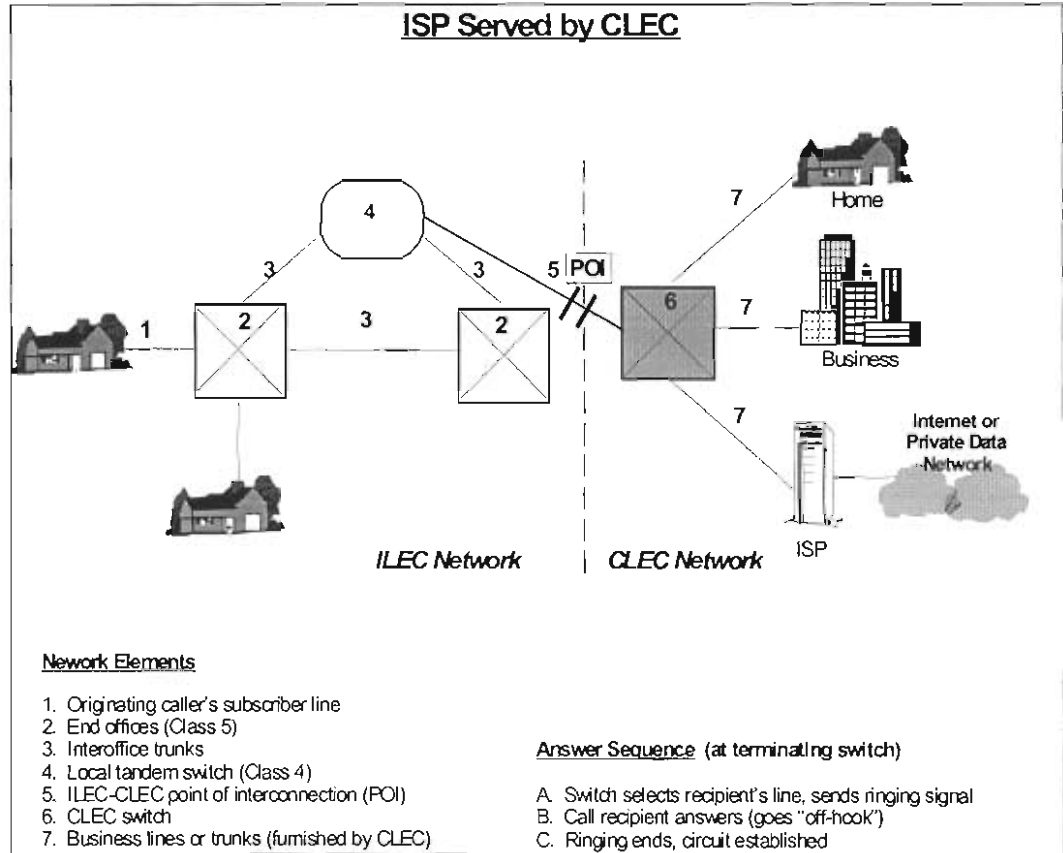 ISP Served by CLEC
4
7
Home
3
3
5
POI
1
2
3
2
6
7
Business
7
Internet or
Private Data
Network
ISP
ILEC Network
CLEC Network
Nework Elements
1. Originating caller's subscriber line
2. End offices (Class 5)
3. Interoffice trunks
4. Local tandem switch (Class 4)
5. ILEC-CLEC point of interconnection (POI)
6. CLEC switch
7. Business lines or trunks (furnished by CLEC)
Answer Sequence (at terminating switch)
A. Switch selects recipient's line, sends ringing signal
B. Call recipient answers (goes "off-hook")
C. Ringing ends, circuit established